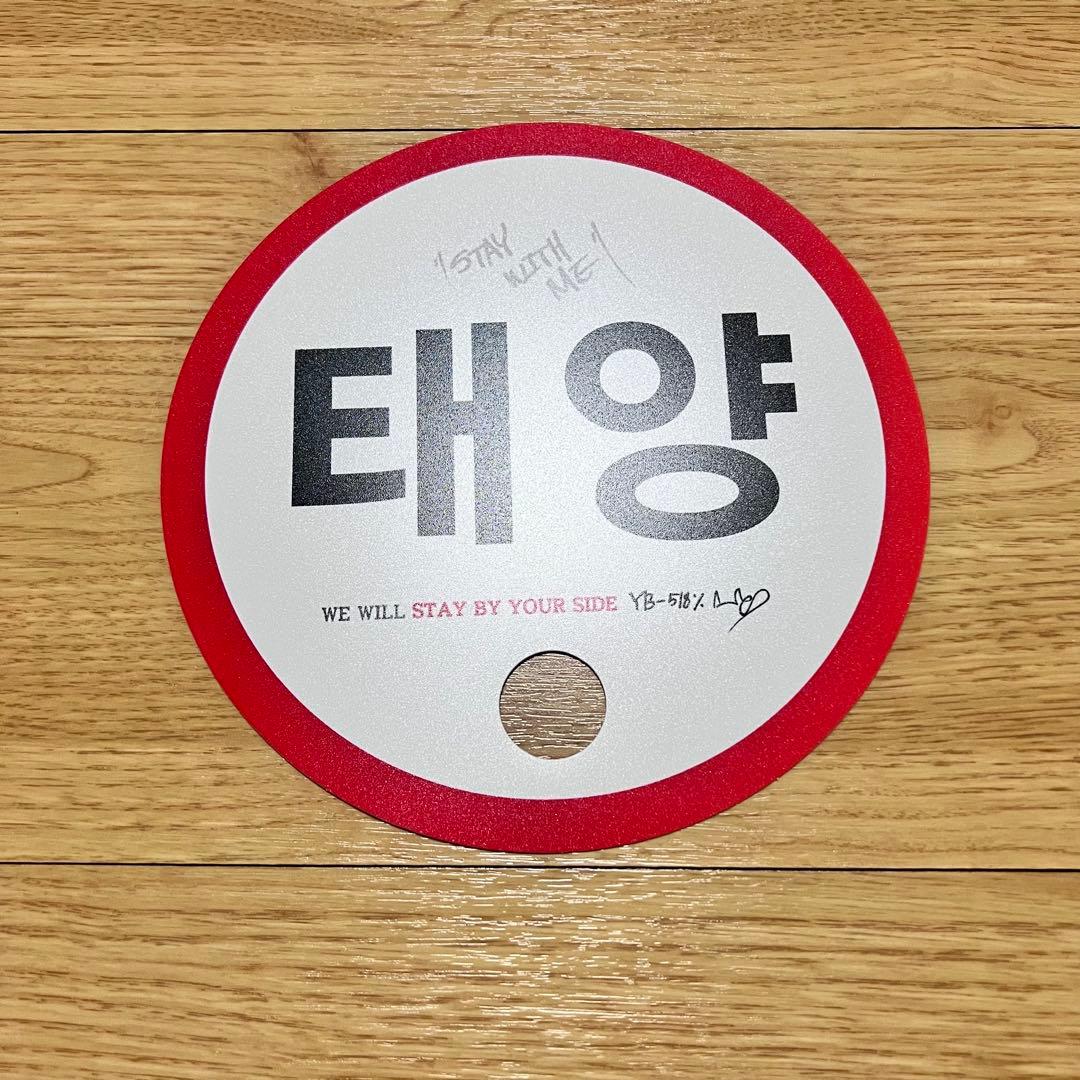 "STAY
WITH
ME"
태양
WE WILL STAY BY YOUR SIDE YB-518%